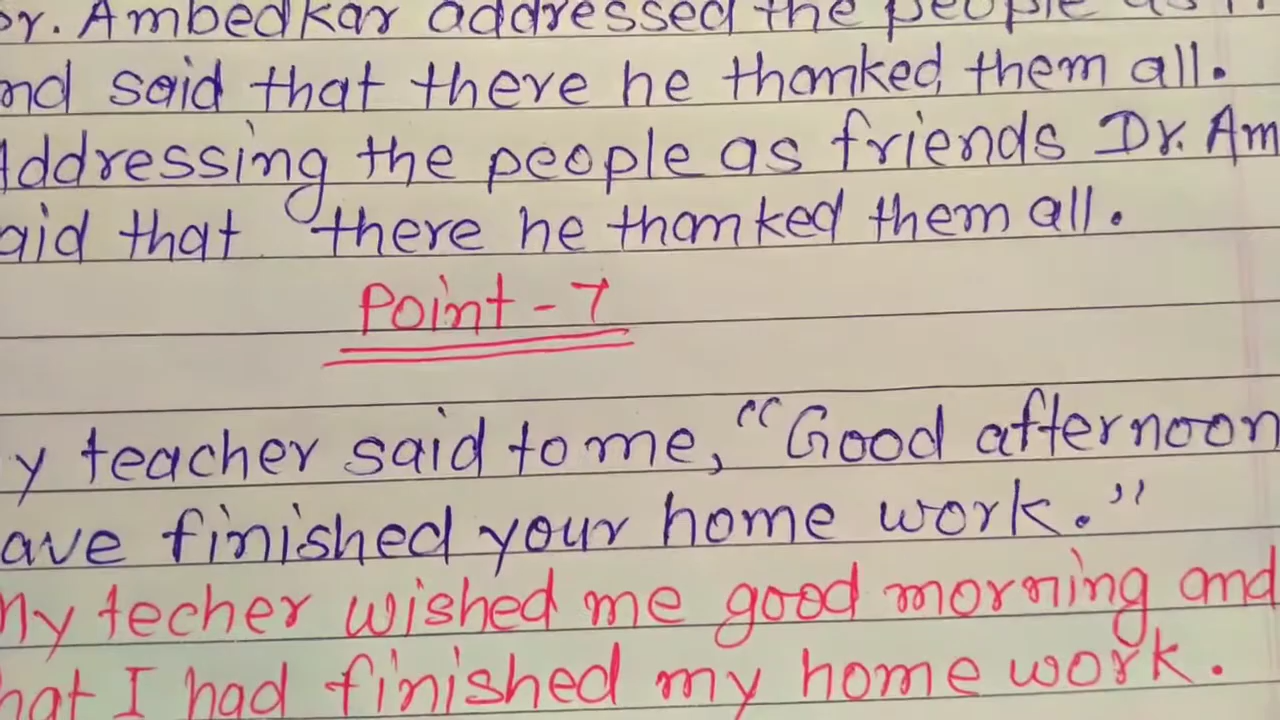 Dr. Ambedkar addressed the people as
and said that there he thanked them all.
Addressing the people as friends Dr. Am
aid that there he thanked them all.
Point - 7
y teacher said to me, "Good afternoon
ave finished your home work."
My techer wished me good morning and
hat I had finished my home work.